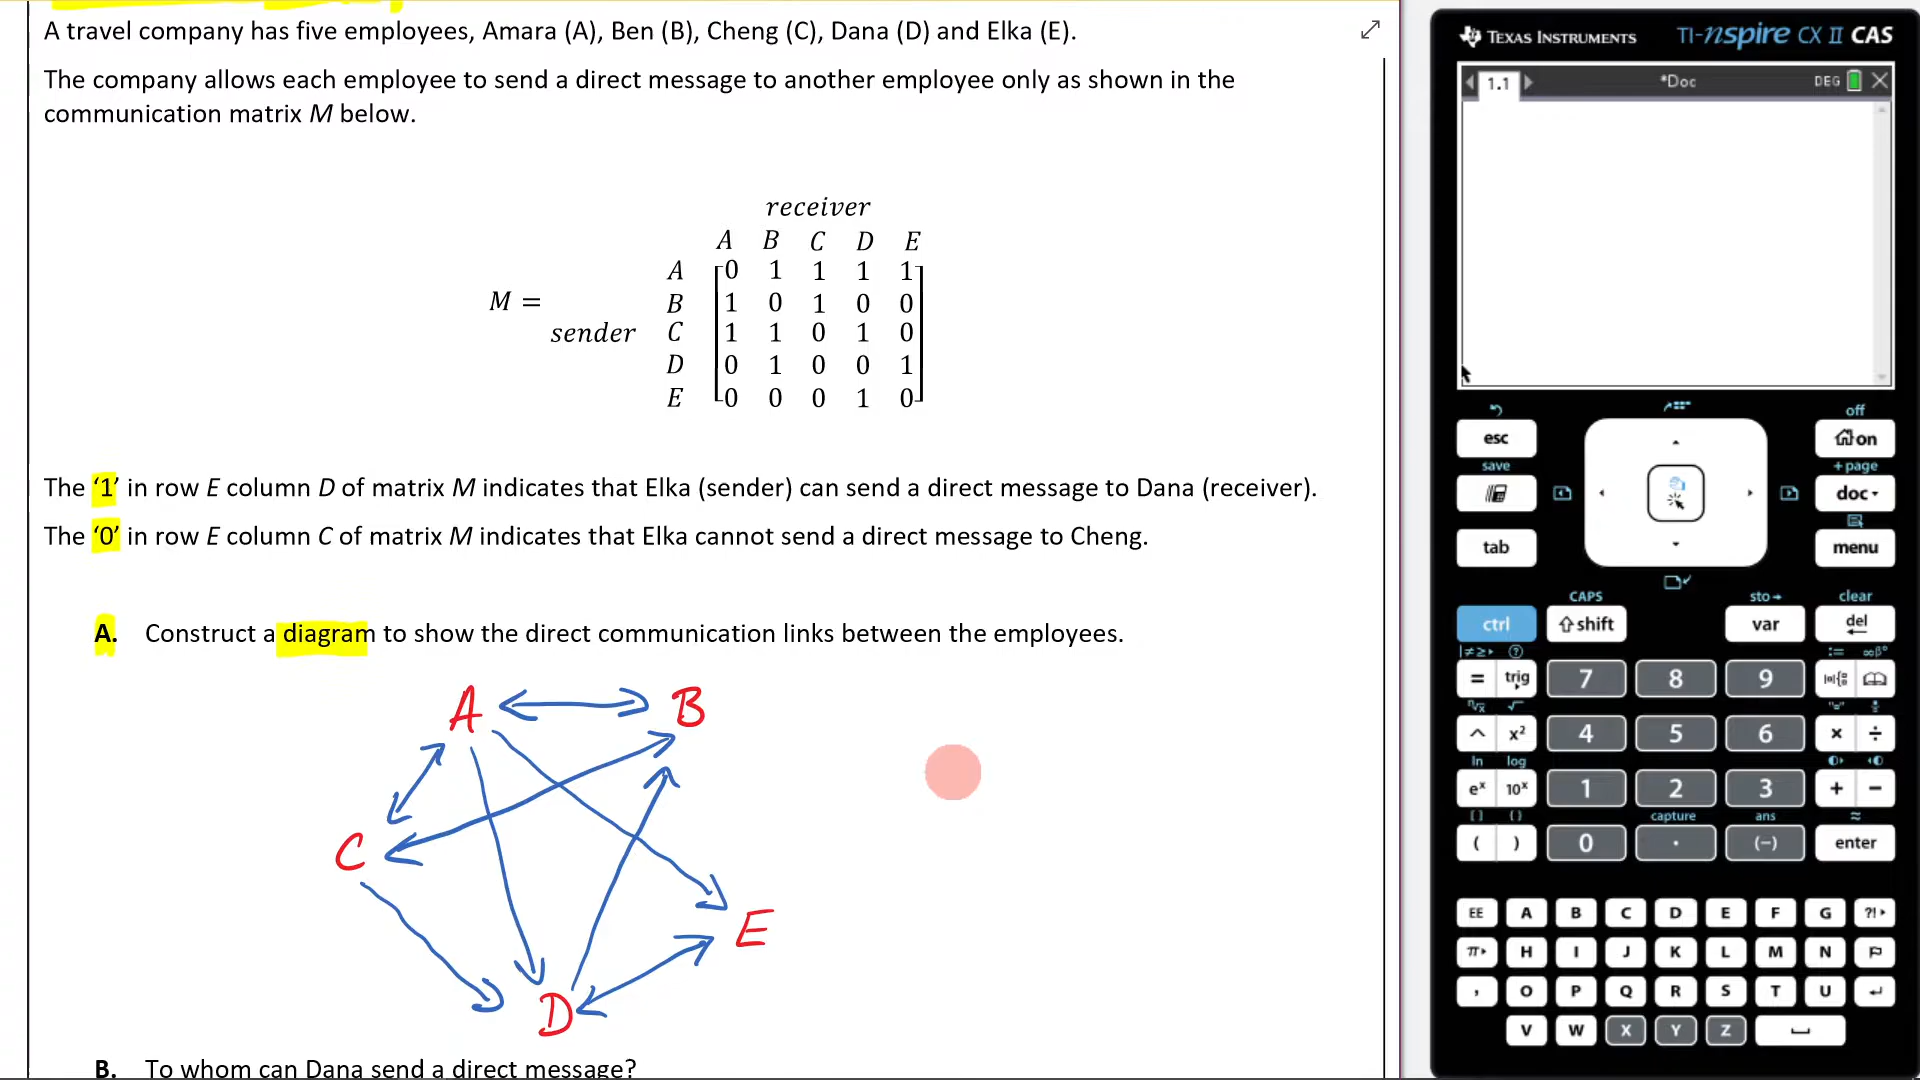 A travel company has five employees, Amara (A), Ben (B), Cheng (C), Dana (D) and Elka (E).
The company allows each employee to send a direct message to another employee only as shown in the
communication matrix M below.
receiver
A B C D E
A 0 1 1 1 1
M = B 1 0 1 0 0
sender C 1 1 0 1 0
D 0 1 0 0 1
E 0 0 0 1 0
The ‘1’ in row E column D of matrix M indicates that Elka (sender) can send a direct message to Dana (receiver).
The ‘0’ in row E column C of matrix M indicates that Elka cannot send a direct message to Cheng.
A. Construct a diagram to show the direct communication links between the employees.
A B
C
E
D
B. To whom can Dana send a direct message?
TEXAS INSTRUMENTS TI-nspire CX II CAS
1.1 *Doc DEG
off
esc on
save +page
doc
tab menu
CAPS sto clear
ctrl shift var del
|≠≥ ? := ∞β°
= trig 7 8 9
ⁿ√x √
^ x² 4 5 6 × ÷
ln log
eˣ 10ˣ 1 2 3 + −
[ ] { } capture ans ≈
( ) 0 . (−) enter
EE A B C D E F G ?!
π H I J K L M N
, O P Q R S T U
V W X Y Z